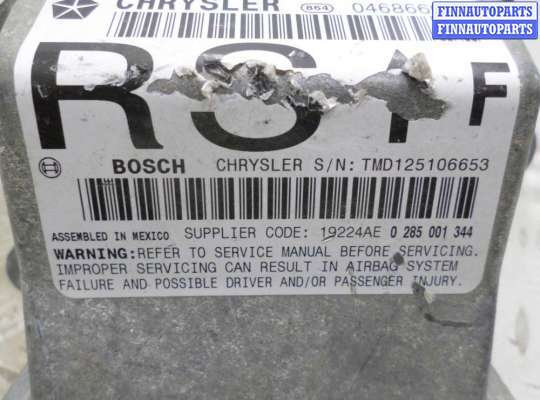 CHRYSLER 864
FINNAUTOPARTS
FINNAUTOPARTS
FINNAUTOPARTS
F
BOSCH CHRYSLER S/N: TMD125106653
ASSEMBLED IN MEXICO SUPPLIER CODE: 19224AE 0 285 001 344
WARNING:REFER TO SERVICE MANUAL BEFORE SERVICING.
IMPROPER SERVICING CAN RESULT IN AIRBAG SYSTEM
FAILURE AND POSSIBLE DRIVER AND/OR PASSENGER INJURY.